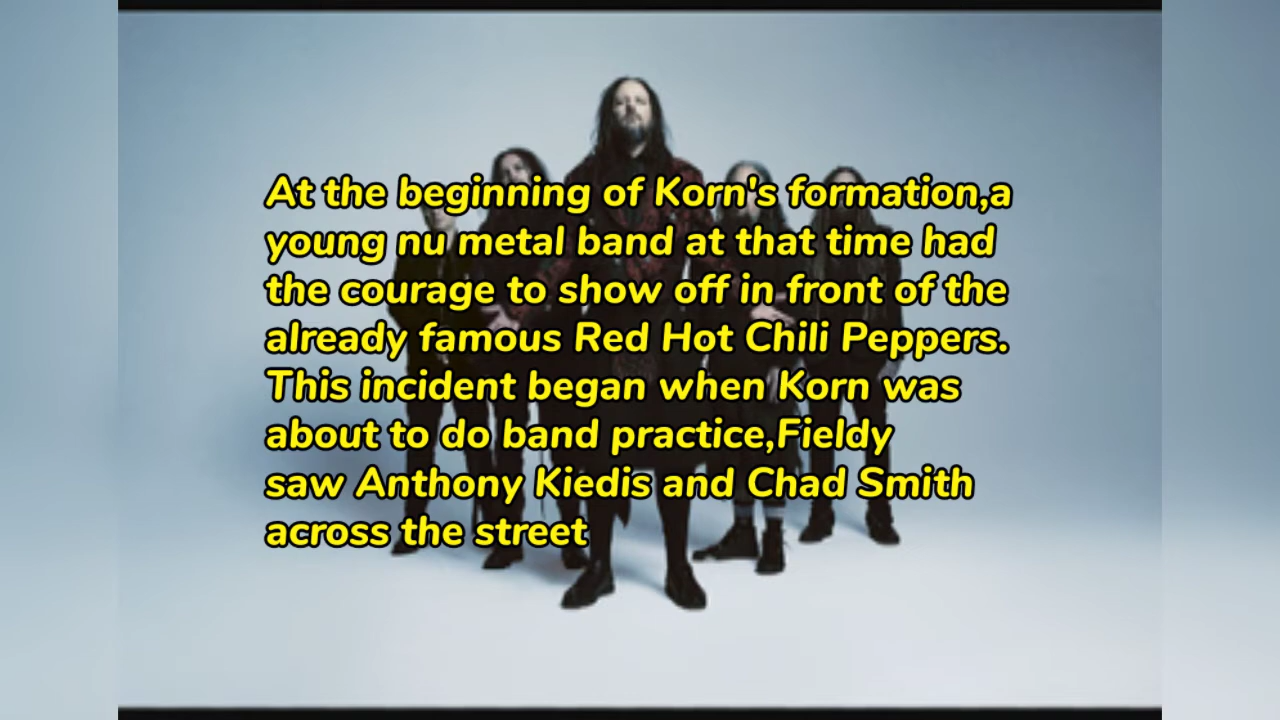 At the beginning of Korn's formation,a
young nu metal band at that time had
the courage to show off in front of the
already famous Red Hot Chili Peppers.
This incident began when Korn was
about to do band practice,Fieldy
saw Anthony Kiedis and Chad Smith
across the street